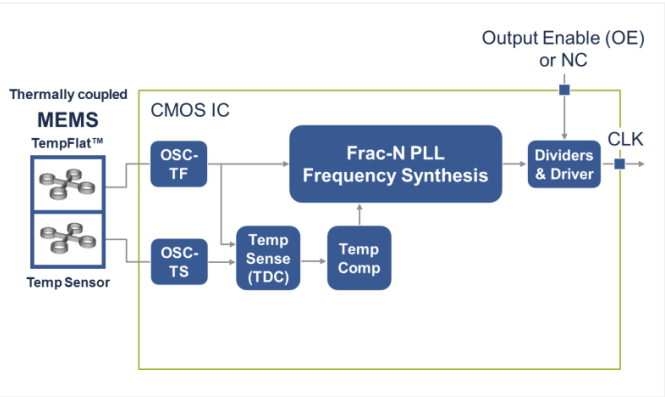 Output Enable (OE)
or NC
Thermally coupled
MEMS
TempFlat™
CMOS IC
CLK
OSC-
TF
Frac-N PLL
Frequency Synthesis
Dividers
& Driver
OSC-
TS
Temp
Sense
(TDC)
Temp
Comp
Temp Sensor